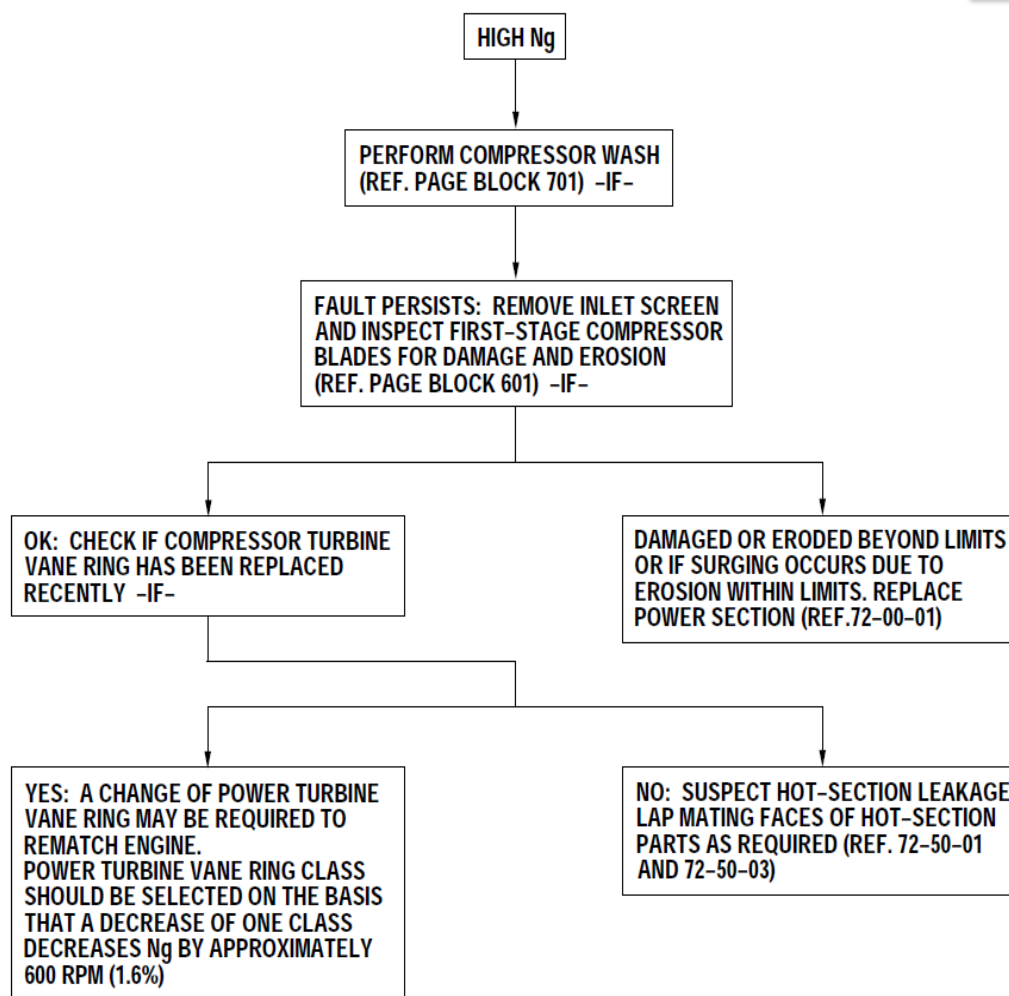 HIGH Ng
PERFORM COMPRESSOR WASH
(REF. PAGE BLOCK 701) –IF–
FAULT PERSISTS: REMOVE INLET SCREEN
AND INSPECT FIRST–STAGE COMPRESSOR
BLADES FOR DAMAGE AND EROSION
(REF. PAGE BLOCK 601) –IF–
OK: CHECK IF COMPRESSOR TURBINE
VANE RING HAS BEEN REPLACED
RECENTLY –IF–
DAMAGED OR ERODED BEYOND LIMITS
OR IF SURGING OCCURS DUE TO
EROSION WITHIN LIMITS. REPLACE
POWER SECTION (REF.72–00–01)
YES: A CHANGE OF POWER TURBINE
VANE RING MAY BE REQUIRED TO
REMATCH ENGINE.
POWER TURBINE VANE RING CLASS
SHOULD BE SELECTED ON THE BASIS
THAT A DECREASE OF ONE CLASS
DECREASES Ng BY APPROXIMATELY
600 RPM (1.6%)
NO: SUSPECT HOT–SECTION LEAKAGE
LAP MATING FACES OF HOT–SECTION
PARTS AS REQUIRED (REF. 72–50–01
AND 72–50–03)